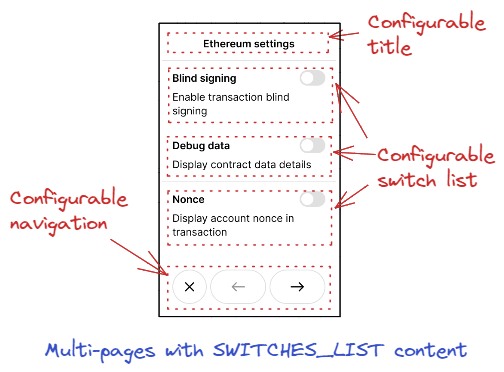 Configurable
title
Ethereum settings
Blind signing
Enable transaction blind
signing
Debug data
Display contract data details
Configurable
switch list
Nonce
Display account nonce in
transaction
Configurable
navigation
Multi-pages with SWITCHES_LIST content